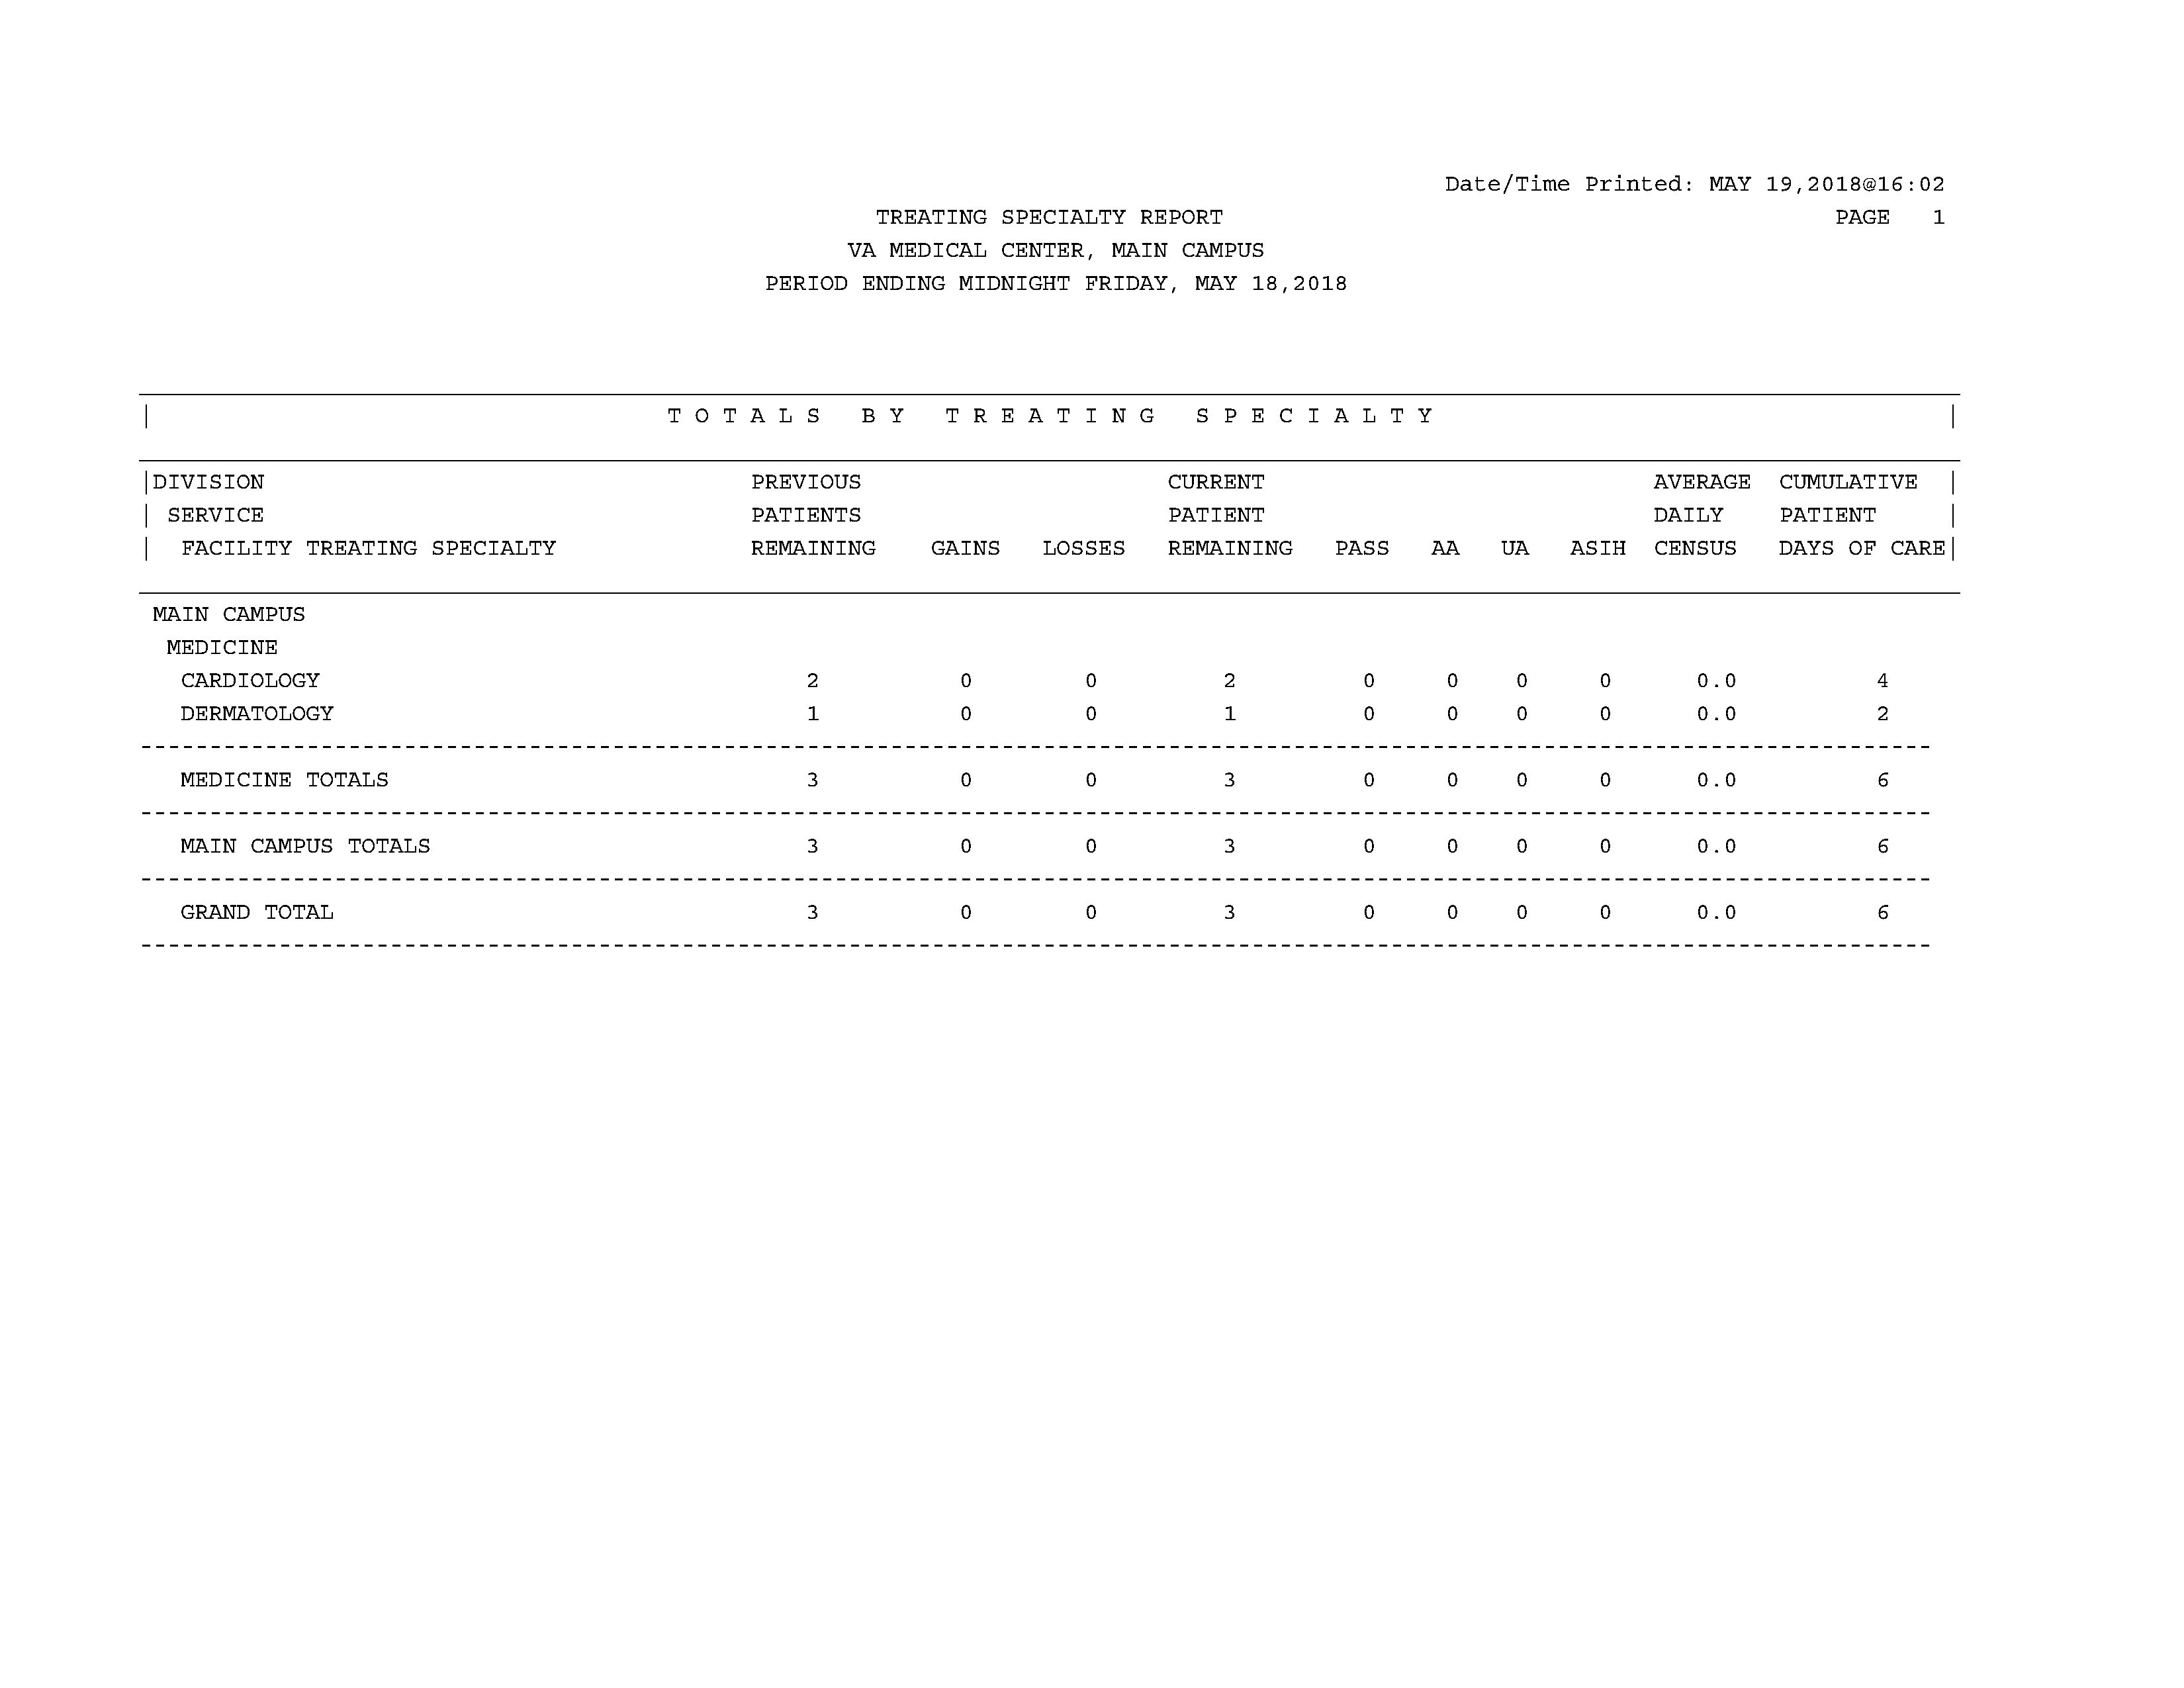 Date/Time Printed: MAY 19,2018@16:02
TREATING SPECIALTY REPORT PAGE 1
VA MEDICAL CENTER, MAIN CAMPUS
PERIOD ENDING MIDNIGHT FRIDAY, MAY 18,2018
| T O T A L S B Y T R E A T I N G S P E C I A L T Y |
|DIVISION PREVIOUS CURRENT AVERAGE CUMULATIVE |
| SERVICE PATIENTS PATIENT DAILY PATIENT |
| FACILITY TREATING SPECIALTY REMAINING GAINS LOSSES REMAINING PASS AA UA ASIH CENSUS DAYS OF CARE|
MAIN CAMPUS
MEDICINE
CARDIOLOGY 2 0 0 2 0 0 0 0 0.0 4
DERMATOLOGY 1 0 0 1 0 0 0 0 0.0 2
MEDICINE TOTALS 3 0 0 3 0 0 0 0 0.0 6
MAIN CAMPUS TOTALS 3 0 0 3 0 0 0 0 0.0 6
GRAND TOTAL 3 0 0 3 0 0 0 0 0.0 6